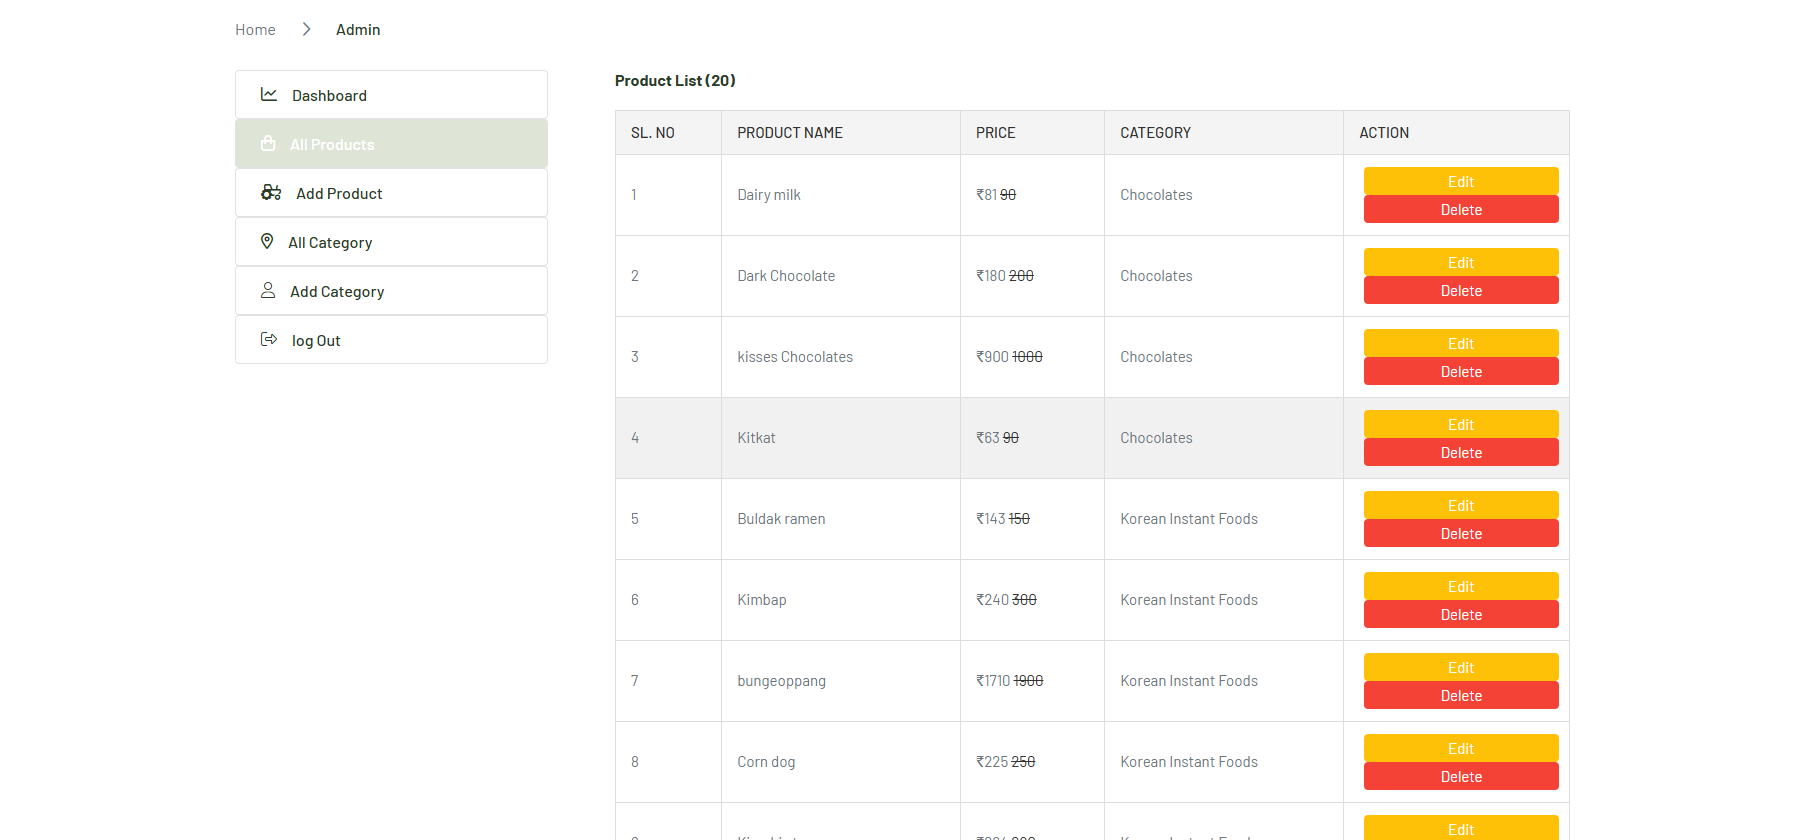 Home > Admin
Dashboard
All Products
Add Product
All Category
Add Category
log Out
Product List (20)
SL. NO PRODUCT NAME PRICE CATEGORY ACTION
1 Dairy milk ₹81 90 Chocolates Edit
Delete
2 Dark Chocolate ₹180 200 Chocolates Edit
Delete
3 kisses Chocolates ₹900 1000 Chocolates Edit
Delete
4 Kitkat ₹63 90 Chocolates Edit
Delete
5 Buldak ramen ₹143 150 Korean Instant Foods Edit
Delete
6 Kimbap ₹240 300 Korean Instant Foods Edit
Delete
7 bungeoppang ₹1710 1900 Korean Instant Foods Edit
Delete
8 Corn dog ₹225 250 Korean Instant Foods Edit
Delete
Edit